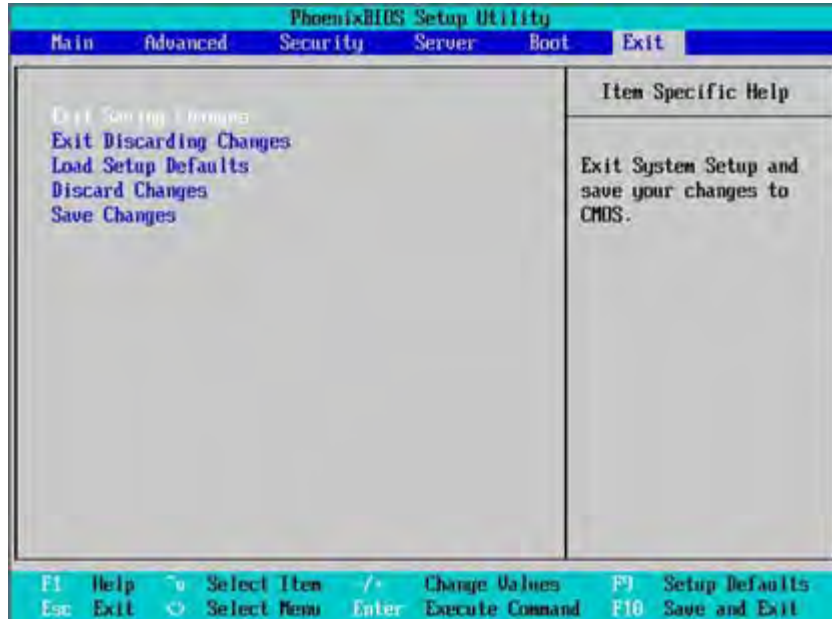 PhoenixBIOS Setup Utility
Main Advanced Security Server Boot Exit
Item Specific Help
Exit Saving Changes
Exit Discarding Changes
Load Setup Defaults
Discard Changes
Save Changes
Exit System Setup and
save your changes to
CMOS.
F1 Help Select Item Change Values F9 Setup Defaults
Esc Exit <> Select Menu Enter Execute Command F10 Save and Exit